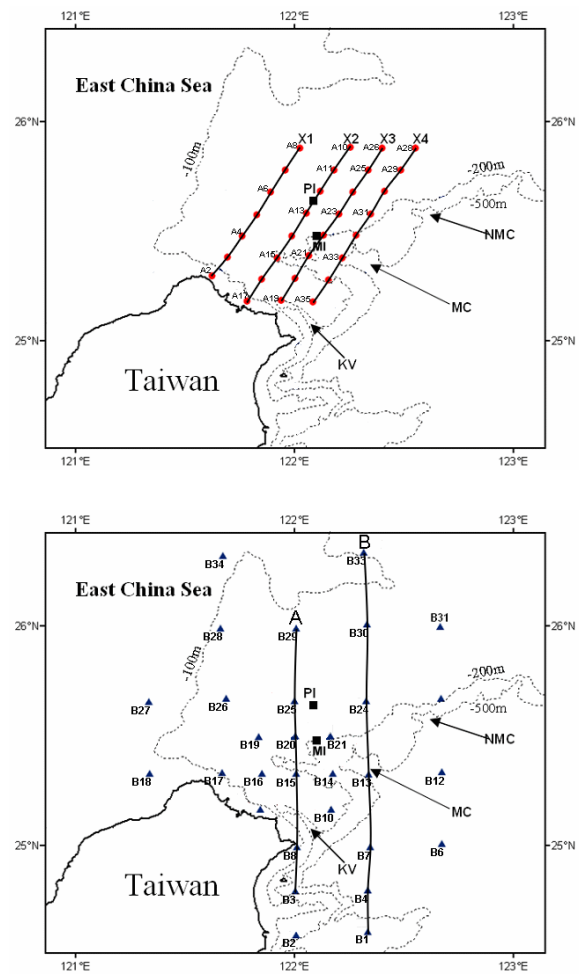 121°E 122°E 123°E
East China Sea
26°N 26°N
-100m
A8 X1 A10 X2 A26 X3 A28 X4
A11 A25 A29
-200m
A6 PI
-500m
A13 A23 A31
A4 NMC
MI
A15 A21 A33
A2
A17 A19 A35
MC
25°N 25°N
KV
Taiwan
121°E 122°E 123°E
121°E 122°E 123°E
B
B34 B33
East China Sea
A
B31
26°N B28 B29 B30 26°N
-100m
-200m
B27 B26 B25 PI B24
-500m
B19 B20 MI B21 NMC
B18 B17 B16 B15 B14 B13 B12
MC
B10
25°N B8 B7 B6 25°N
KV
Taiwan
B3 B4
B2 B1
121°E 122°E 123°E